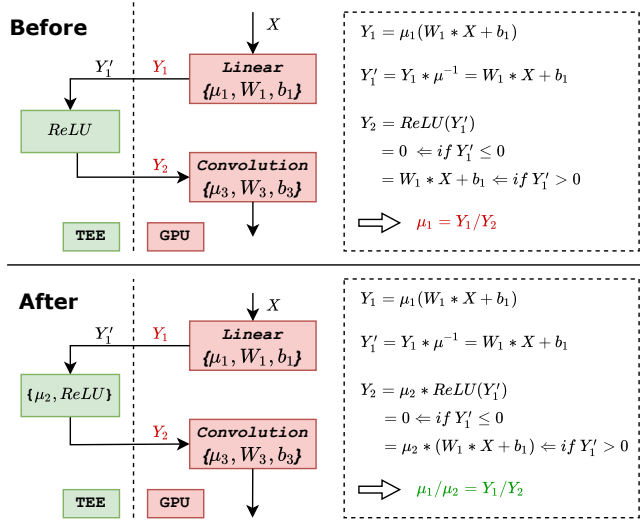 Before
X
Y₁′ Y₁
Linear
{μ₁, W₁, b₁}
ReLU
Y₂
Convolution
{μ₃, W₃, b₃}
TEE GPU
Y₁ = μ₁(W₁ * X + b₁)
Y₁′ = Y₁ * μ⁻¹ = W₁ * X + b₁
Y₂ = ReLU(Y₁′)
= 0 ⇐ if Y₁′ ≤ 0
= W₁ * X + b₁ ⇐ if Y₁′ > 0
μ₁ = Y₁/Y₂
After
X
Y₁′ Y₁
Linear
{μ₁, W₁, b₁}
{μ₂, ReLU}
Y₂
Convolution
{μ₃, W₃, b₃}
TEE GPU
Y₁ = μ₁(W₁ * X + b₁)
Y₁′ = Y₁ * μ⁻¹ = W₁ * X + b₁
Y₂ = μ₂ * ReLU(Y₁′)
= 0 ⇐ if Y₁′ ≤ 0
= μ₂ * (W₁ * X + b₁) ⇐ if Y₁′ > 0
μ₁/μ₂ = Y₁/Y₂